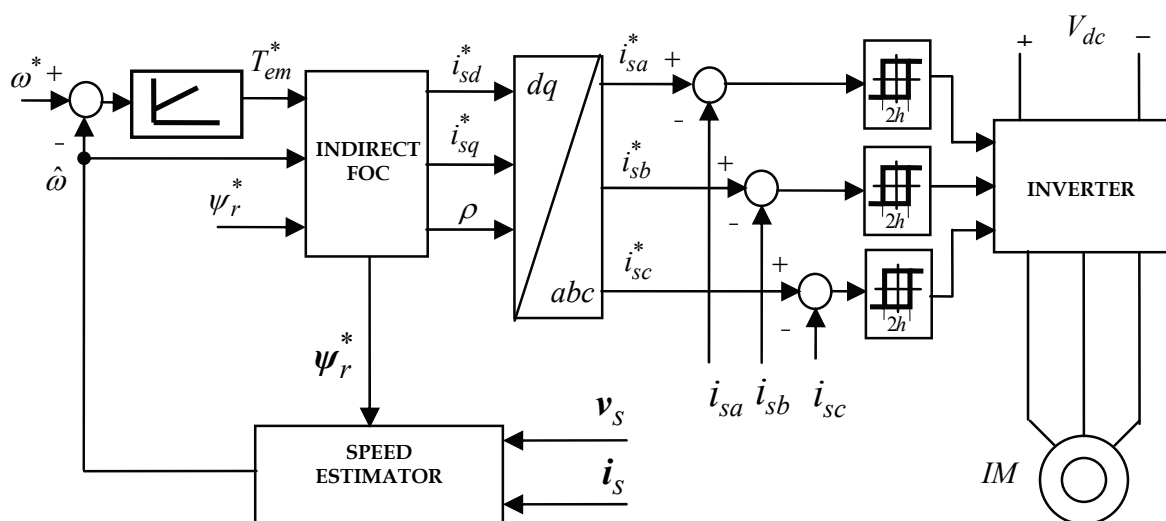 ω* + -
ω̂
T*em
ψ*r
INDIRECT
FOC
i*sd
i*sq
ρ
dq
abc
i*sa + -
i*sb + -
i*sc + -
2h
2h
2h
+ Vdc -
INVERTER
isa isb isc
ψ*r
vs
is
SPEED
ESTIMATOR
IM